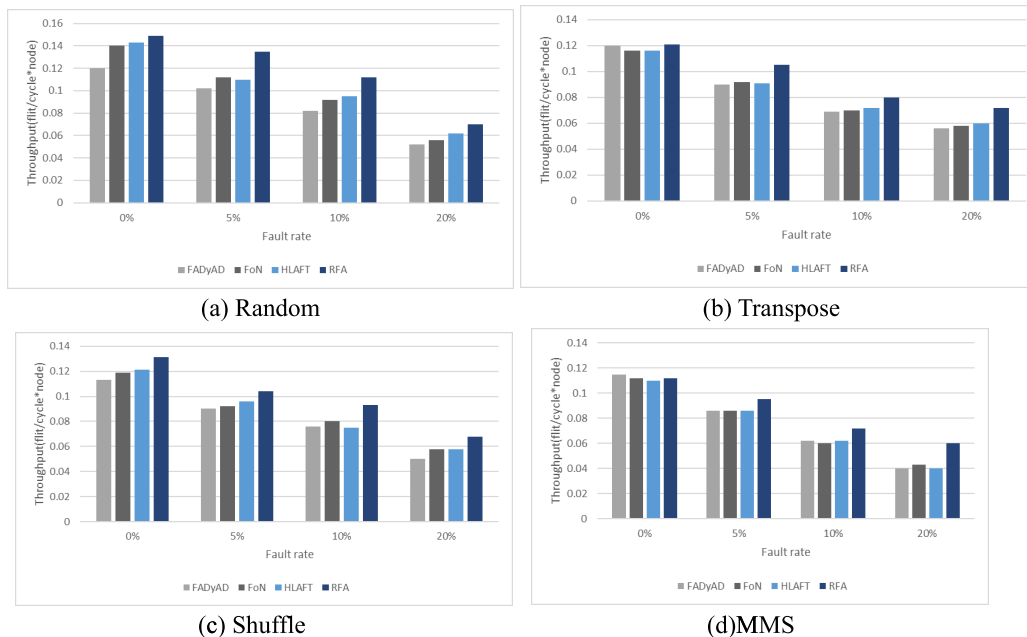 Throughput(flit/cycle*node)
0.16
0.14
0.12
0.1
0.08
0.06
0.04
0.02
0
0% 5% 10% 20%
Fault rate
FADyAD FoN HLAFT RFA
(a) Random
Throughput(flit/cycle*node)
0.14
0.12
0.1
0.08
0.06
0.04
0.02
0
0% 5% 10% 20%
Fault rate
FADyAD FoN HLAFT RFA
(b) Transpose
Throughput(flit/cycle*node)
0.14
0.12
0.1
0.08
0.06
0.04
0.02
0
0% 5% 10% 20%
Fault rate
FADyAD FoN HLAFT RFA
(c) Shuffle
Throughput(flit/cycle*node)
0.14
0.12
0.1
0.08
0.06
0.04
0.02
0
0% 5% 10% 20%
Fault rate
FADyAD FoN HLAFT RFA
(d)MMS